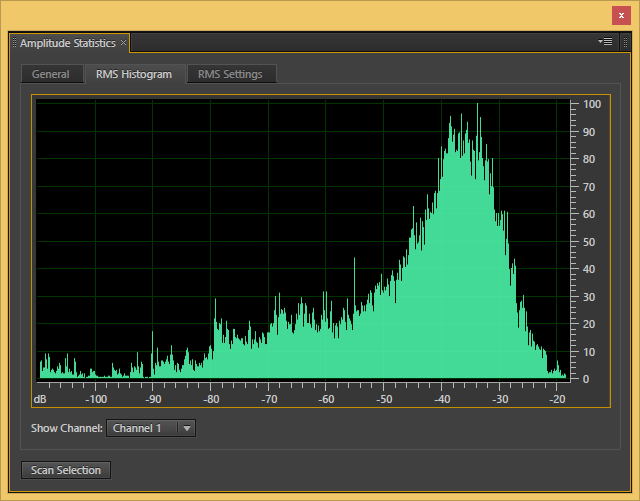 x
Amplitude Statistics ×
General RMS Histogram RMS Settings
100
90
80
70
60
50
40
30
20
10
0
dB -100 -90 -80 -70 -60 -50 -40 -30 -20
Show Channel: Channel 1
Scan Selection